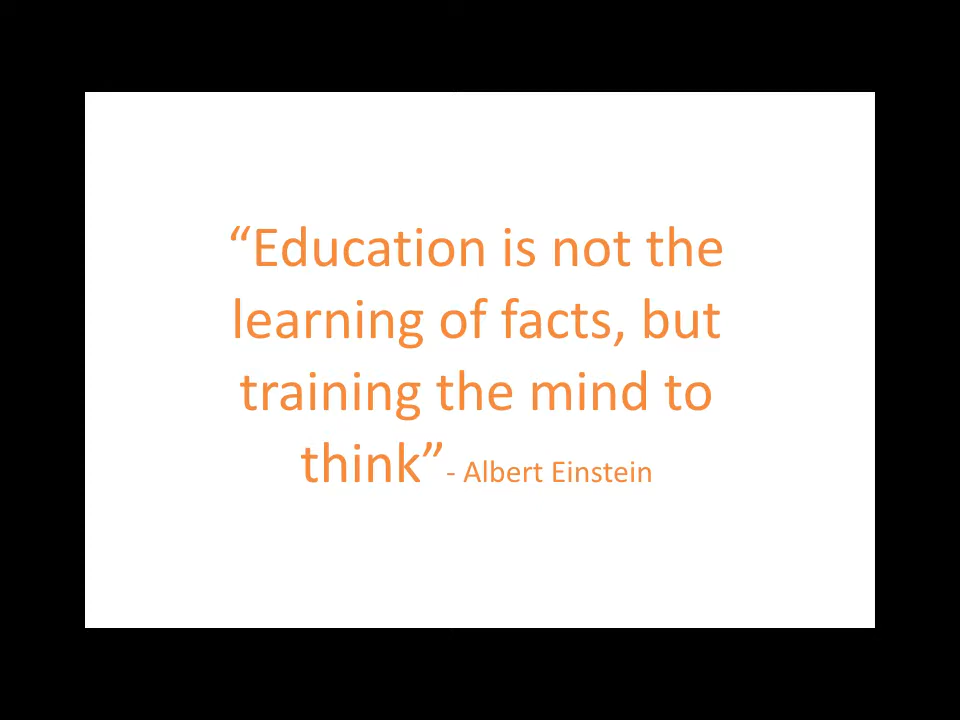 “Education is not the
learning of facts, but
training the mind to
think”- Albert Einstein